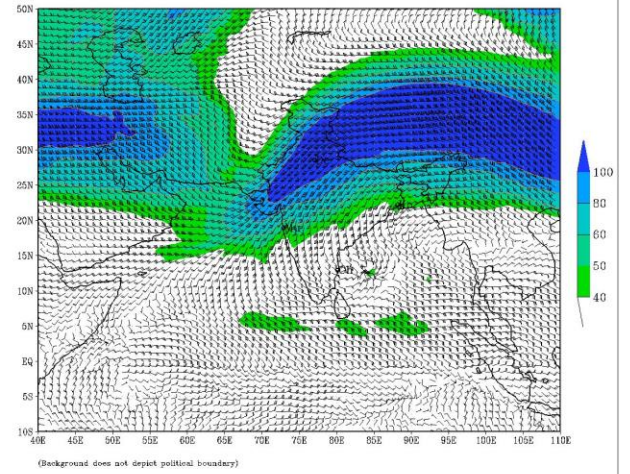 50N
45N
40N
35N
30N
25N
20N
15N
10N
5N
EQ
5S
10S
40E 45E 50E 55E 60E 65E 70E 75E 80E 85E 90E 95E 100E 105E 110E
100
80
60
50
40
(Background does not depict political boundary)